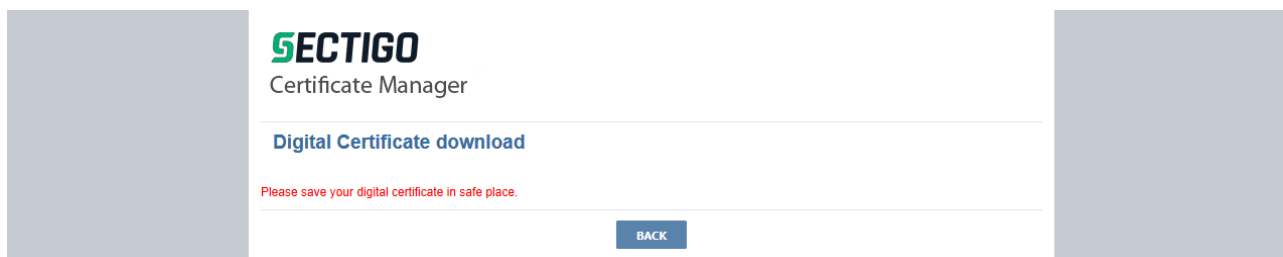 SECTIGO
Certificate Manager
Digital Certificate download
Please save your digital certificate in safe place.
BACK